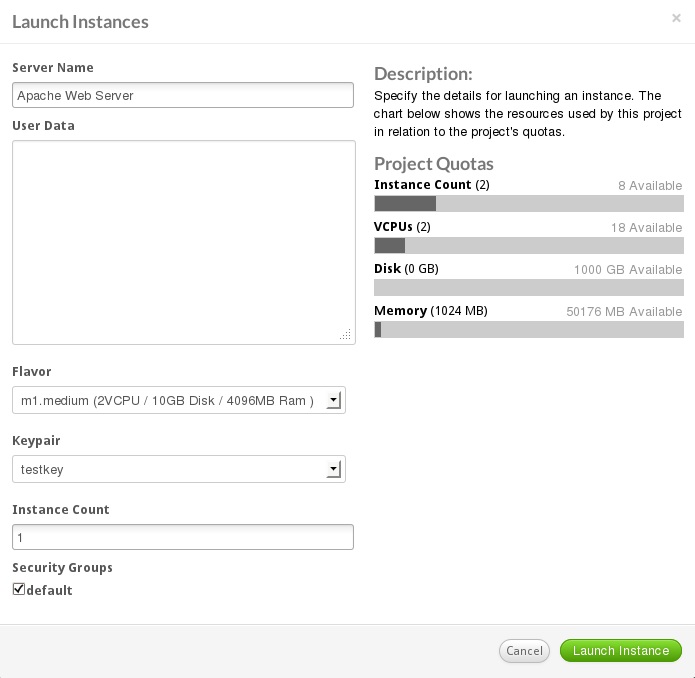 Launch Instances
×
Server Name
Apache Web Server
User Data
Flavor
m1.medium (2VCPU / 10GB Disk / 4096MB Ram )
Keypair
testkey
Instance Count
1
Security Groups
default
Description:
Specify the details for launching an instance. The
chart below shows the resources used by this project
in relation to the project's quotas.
Project Quotas
Instance Count (2) 8 Available
VCPUs (2) 18 Available
Disk (0 GB) 1000 GB Available
Memory (1024 MB) 50176 MB Available
Cancel
Launch Instance